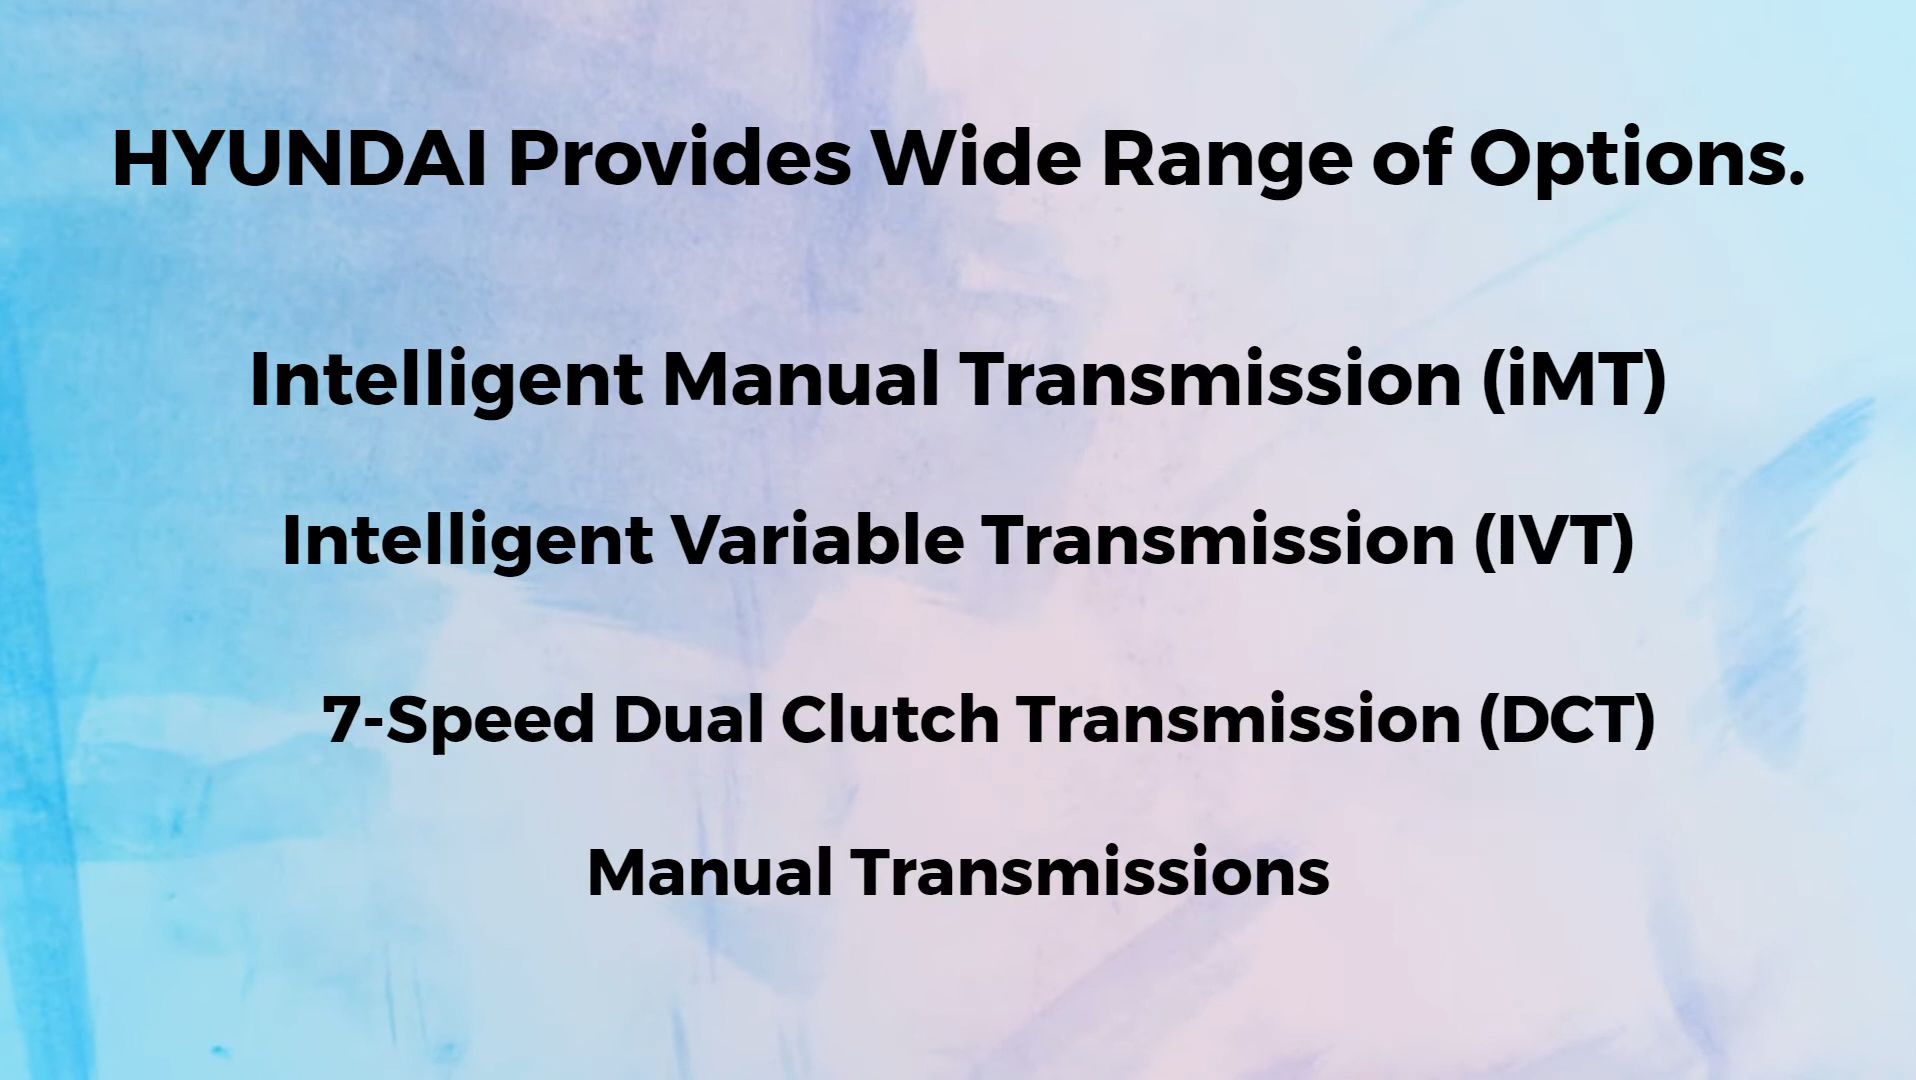 HYUNDAI Provides Wide Range of Options.
Intelligent Manual Transmission (iMT)
Intelligent Variable Transmission (IVT)
7-Speed Dual Clutch Transmission (DCT)
Manual Transmissions